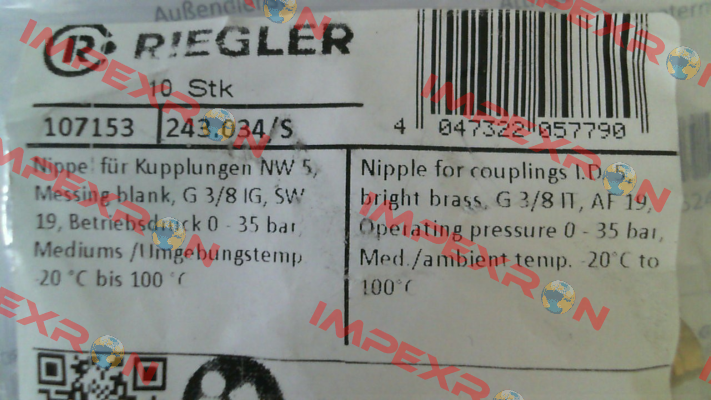 Außendie
RIEGLER
10 Stk
107153 243.034/S
4 047322 057790
Nippel für Kupplungen NW 5,
Messing blank, G 3/8 IG, SW
19, Betriebsdruck 0 - 35 bar,
Mediums-/Umgebungstemp.
-20 °C bis 100 °C
Nipple for couplings I.D. 5,
bright brass, G 3/8 IT, AF 19,
Operating pressure 0 - 35 bar,
Med./ambient temp. -20°C to
100°C
IMPEXRON
IMPEXRON
IMPEXRON
IMPEXRON
IMPEXRON